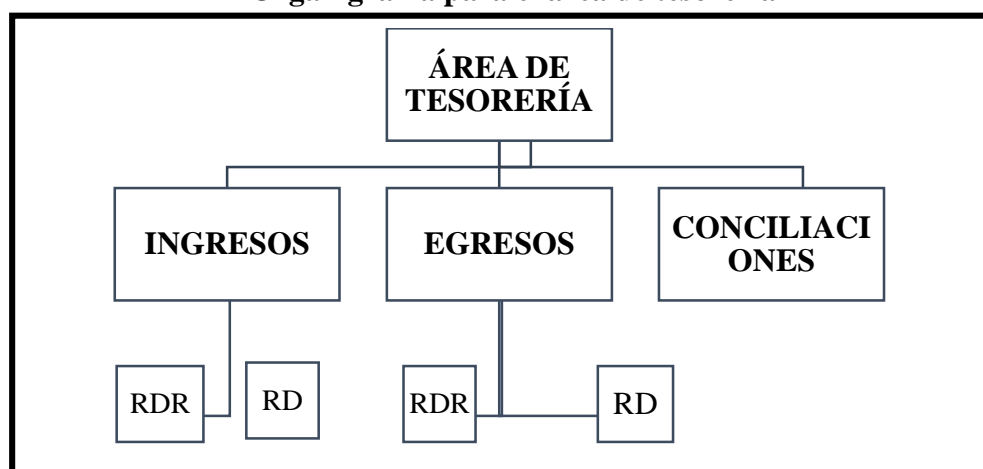 ÁREA DE
TESORERÍA
INGRESOS
EGRESOS
CONCILIACI
ONES
RDR
RD
RDR
RD